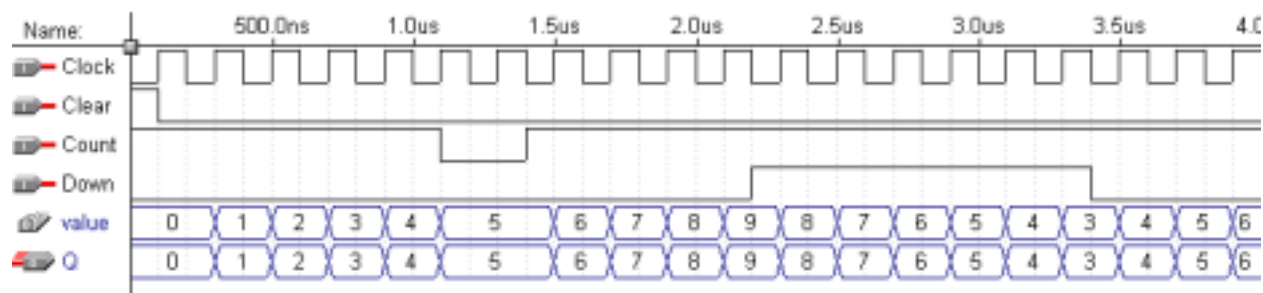 Name: 500.0ns 1.0us 1.5us 2.0us 2.5us 3.0us 3.5us 4.0
Clock
Clear
Count
Down
value 0 1 2 3 4 5 6 7 8 9 8 7 6 5 4 3 4 5 6
Q 0 1 2 3 4 5 6 7 8 9 8 7 6 5 4 3 4 5 6